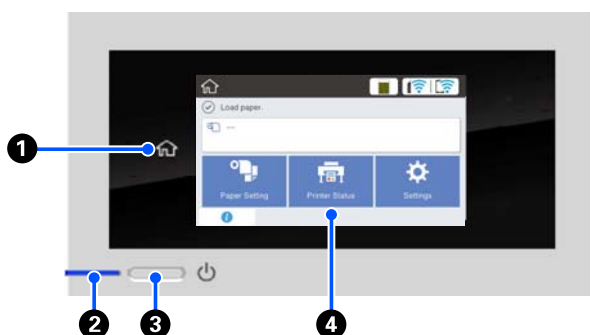 Load paper.
---
Paper Setting
Printer Status
Settings
1
2
3
4